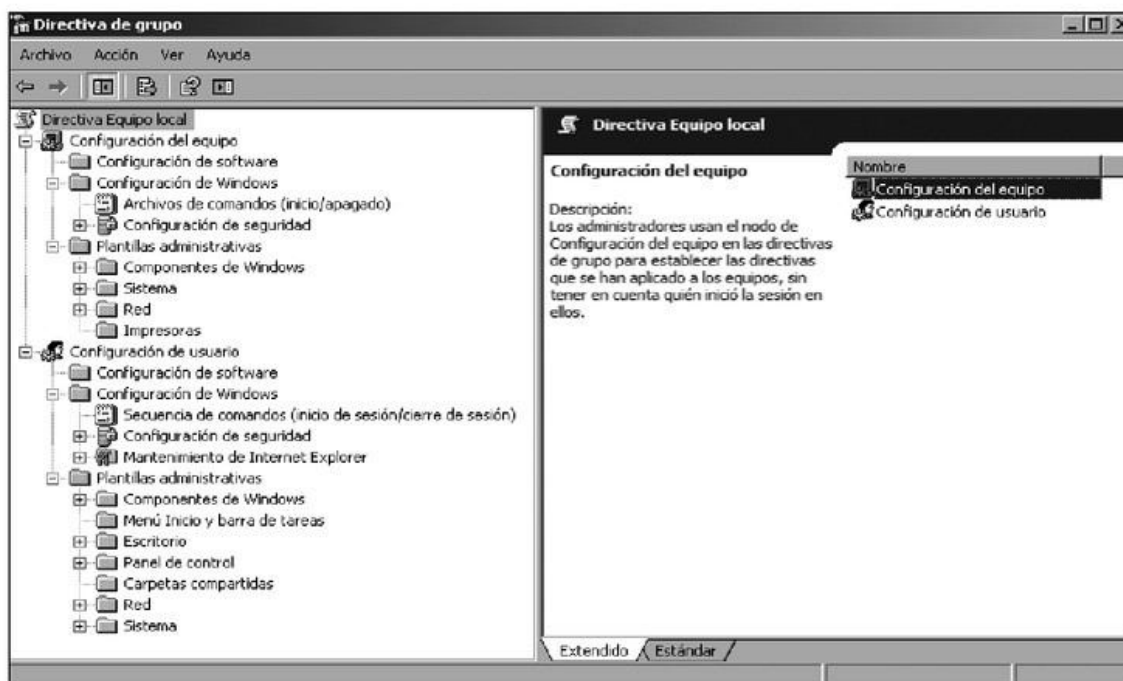 Directiva de grupo
Archivo Acción Ver Ayuda
Directiva Equipo local
Configuración del equipo
Configuración de software
Configuración de Windows
Archivos de comandos (inicio/apagado)
Configuración de seguridad
Plantillas administrativas
Componentes de Windows
Sistema
Red
Impresoras
Configuración de usuario
Configuración de software
Configuración de Windows
Secuencia de comandos (inicio de sesión/cierre de sesión)
Configuración de seguridad
Mantenimiento de Internet Explorer
Plantillas administrativas
Componentes de Windows
Menú Inicio y barra de tareas
Escritorio
Panel de control
Carpetas compartidas
Red
Sistema
Directiva Equipo local
Configuración del equipo
Descripción:
Los administradores usan el nodo de
Configuración del equipo en las directivas
de grupo para establecer las directivas
que se han aplicado a los equipos, sin
tener en cuenta quién inició la sesión en
ellos.
Nombre
Configuración del equipo
Configuración de usuario
Extendido Estándar